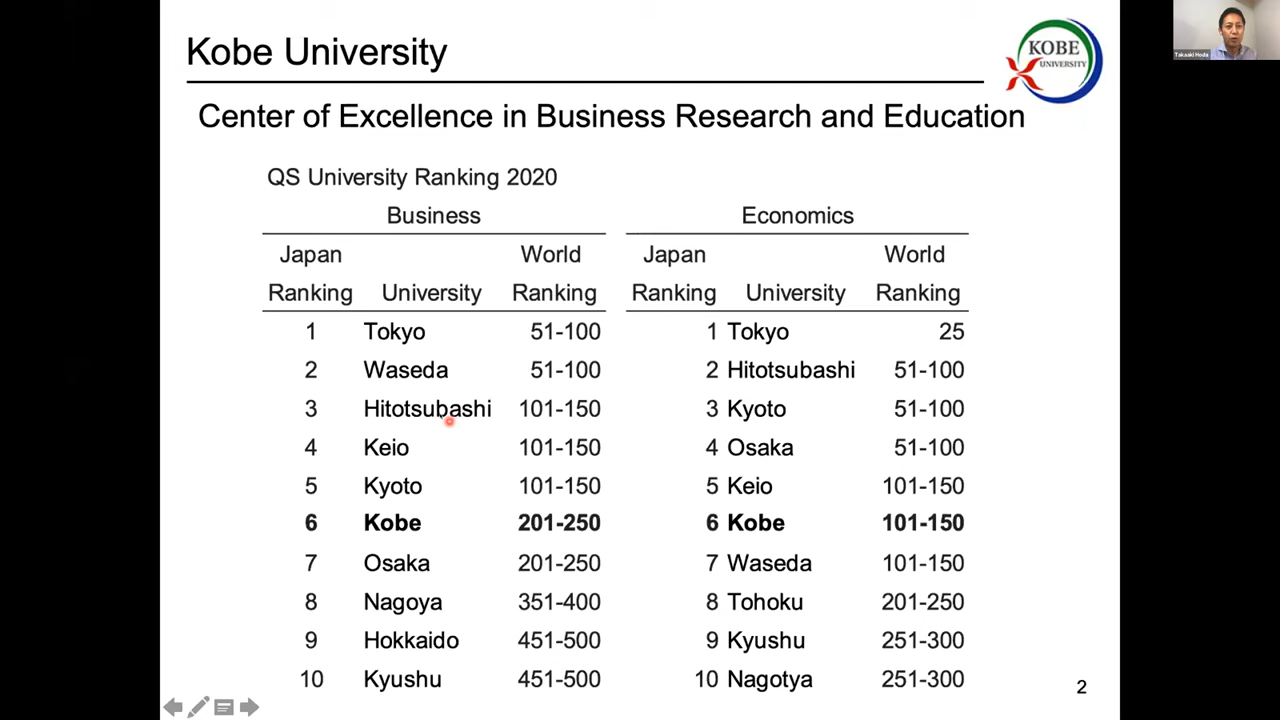 Kobe University
KOBE
UNIVERSITY
Takaaki Hoda
Center of Excellence in Business Research and Education
QS University Ranking 2020
Business Economics
Japan World Japan World
Ranking University Ranking Ranking University Ranking
1 Tokyo 51-100 1 Tokyo 25
2 Waseda 51-100 2 Hitotsubashi 51-100
3 Hitotsubashi 101-150 3 Kyoto 51-100
4 Keio 101-150 4 Osaka 51-100
5 Kyoto 101-150 5 Keio 101-150
6 Kobe 201-250 6 Kobe 101-150
7 Osaka 201-250 7 Waseda 101-150
8 Nagoya 351-400 8 Tohoku 201-250
9 Hokkaido 451-500 9 Kyushu 251-300
10 Kyushu 451-500 10 Nagotya 251-300
2